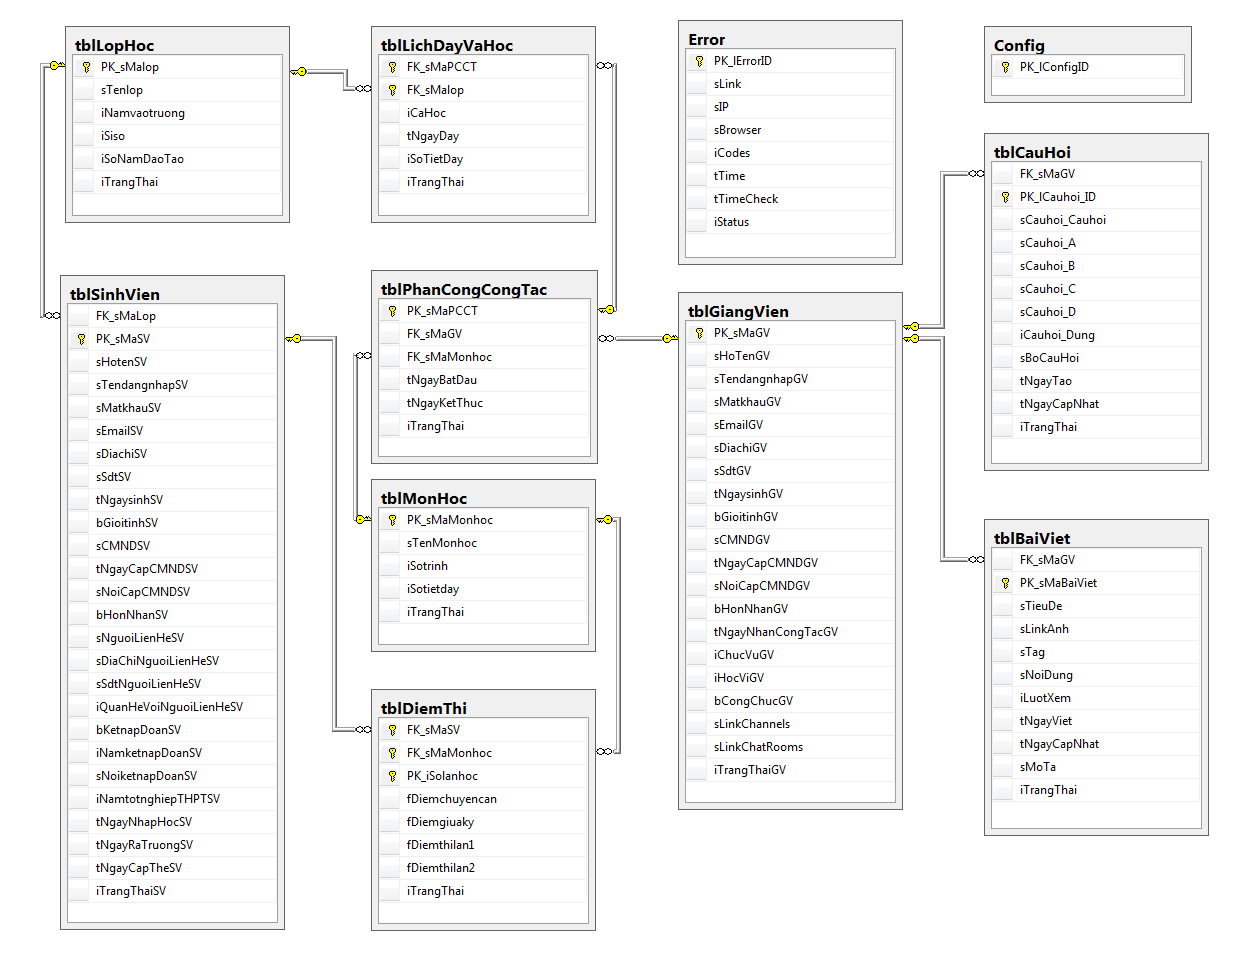 tblLopHoc
PK_sMalop
sTenlop
iNamvaotruong
iSiso
iSoNamDaoTao
iTrangThai
tblLichDayVaHoc
FK_sMaPCCT
FK_sMalop
iCaHoc
tNgayDay
iSoTietDay
iTrangThai
Error
PK_lErrorID
sLink
sIP
sBrowser
iCodes
tTime
tTimeCheck
iStatus
Config
PK_lConfigID
tblCauHoi
FK_sMaGV
PK_lCauhoi_ID
sCauhoi_Cauhoi
sCauhoi_A
sCauhoi_B
sCauhoi_C
sCauhoi_D
iCauhoi_Dung
sBoCauHoi
tNgayTao
tNgayCapNhat
iTrangThai
tblSinhVien
FK_sMaLop
PK_sMaSV
sHotenSV
sTendangnhapSV
sMatkhauSV
sEmailSV
sDiachiSV
sSdtSV
tNgaysinhSV
bGioitinhSV
sCMNDSV
tNgayCapCMNDSV
sNoiCapCMNDSV
bHonNhanSV
sNguoiLienHeSV
sDiaChiNguoiLienHeSV
sSdtNguoiLienHeSV
iQuanHeVoiNguoiLienHeSV
bKetnapDoanSV
iNamketnapDoanSV
sNoiketnapDoanSV
iNamtotnghiepTHPTSV
tNgayNhapHocSV
tNgayRaTruongSV
tNgayCapTheSV
iTrangThaiSV
tblPhanCongCongTac
PK_sMaPCCT
FK_sMaGV
FK_sMaMonhoc
tNgayBatDau
tNgayKetThuc
iTrangThai
tblMonHoc
PK_sMaMonhoc
sTenMonhoc
iSotrinh
iSotietday
iTrangThai
tblDiemThi
FK_sMaSV
FK_sMaMonhoc
PK_iSolanhoc
fDiemchuyencan
fDiemgiuaky
fDiemthilan1
fDiemthilan2
iTrangThai
tblGiangVien
PK_sMaGV
sHoTenGV
sTendangnhapGV
sMatkhauGV
sEmailGV
sDiachiGV
sSdtGV
tNgaysinhGV
bGioitinhGV
sCMNDGV
tNgayCapCMNDGV
sNoiCapCMNDGV
bHonNhanGV
tNgayNhanCongTacGV
iChucVuGV
iHocViGV
bCongChucGV
sLinkChannels
sLinkChatRooms
iTrangThaiGV
tblBaiViet
FK_sMaGV
PK_sMaBaiViet
sTieuDe
sLinkAnh
sTag
sNoiDung
iLuotXem
tNgayViet
tNgayCapNhat
sMoTa
iTrangThai